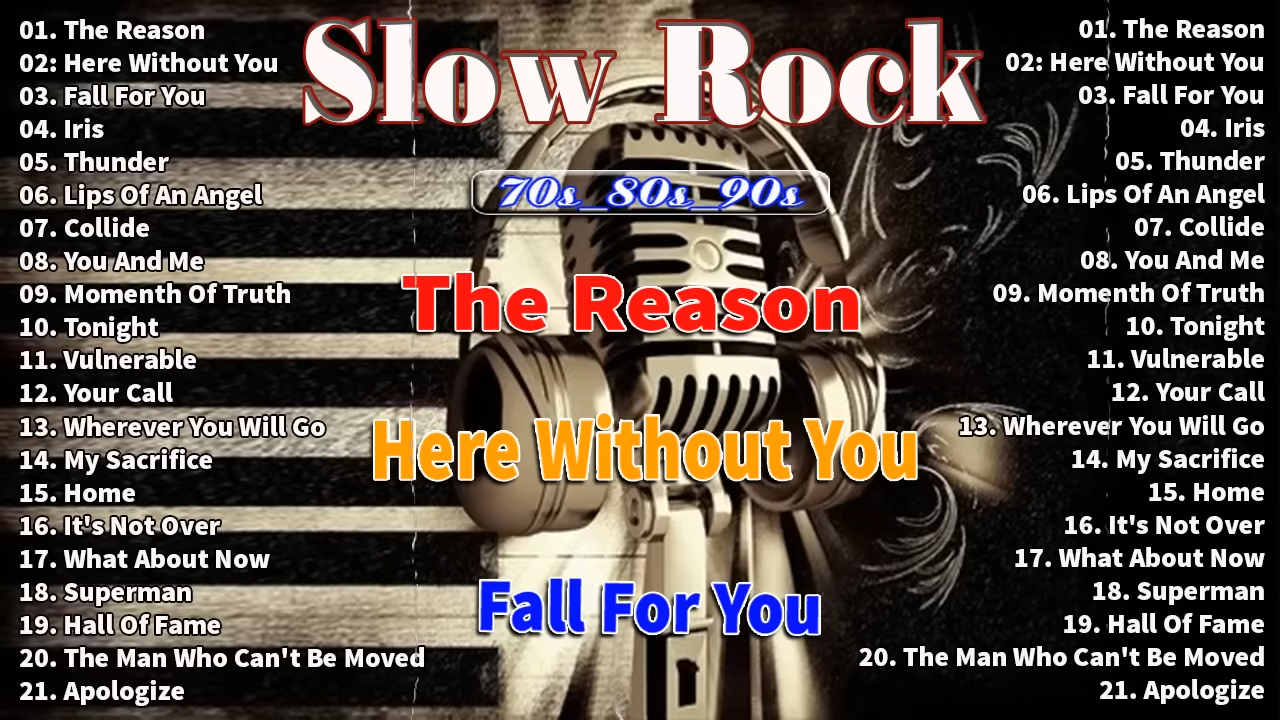 Slow Rock
70s_80s_90s
The Reason
Here Without You
Fall For You
01. The Reason
02: Here Without You
03. Fall For You
04. Iris
05. Thunder
06. Lips Of An Angel
07. Collide
08. You And Me
09. Momenth Of Truth
10. Tonight
11. Vulnerable
12. Your Call
13. Wherever You Will Go
14. My Sacrifice
15. Home
16. It's Not Over
17. What About Now
18. Superman
19. Hall Of Fame
20. The Man Who Can't Be Moved
21. Apologize
01. The Reason
02: Here Without You
03. Fall For You
04. Iris
05. Thunder
06. Lips Of An Angel
07. Collide
08. You And Me
09. Momenth Of Truth
10. Tonight
11. Vulnerable
12. Your Call
13. Wherever You Will Go
14. My Sacrifice
15. Home
16. It's Not Over
17. What About Now
18. Superman
19. Hall Of Fame
20. The Man Who Can't Be Moved
21. Apologize